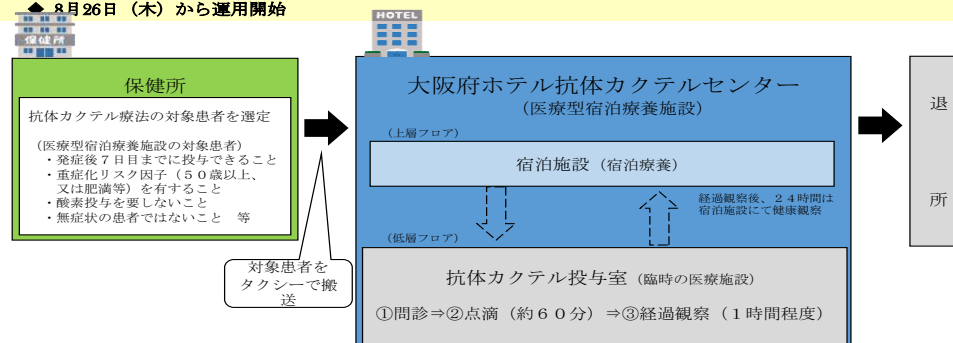 ◆ 8月26日（木）から運用開始
保健所
HOTEL
保健所
抗体カクテル療法の対象患者を選定
（医療型宿泊療養施設の対象患者）
・発症後７日目までに投与できること
・重症化リスク因子（５０歳以上、
又は肥満等）を有すること
・酸素投与を要しないこと
・無症状の患者ではないこと 等
対象患者を
タクシーで搬
送
大阪府ホテル抗体カクテルセンター
（医療型宿泊療養施設）
（上層フロア）
宿泊施設（宿泊療養）
経過観察後、２４時間は
宿泊施設にて健康観察
（低層フロア）
抗体カクテル投与室（臨時の医療施設）
①問診⇒②点滴（約６０分）⇒③経過観察（１時間程度）
退
所